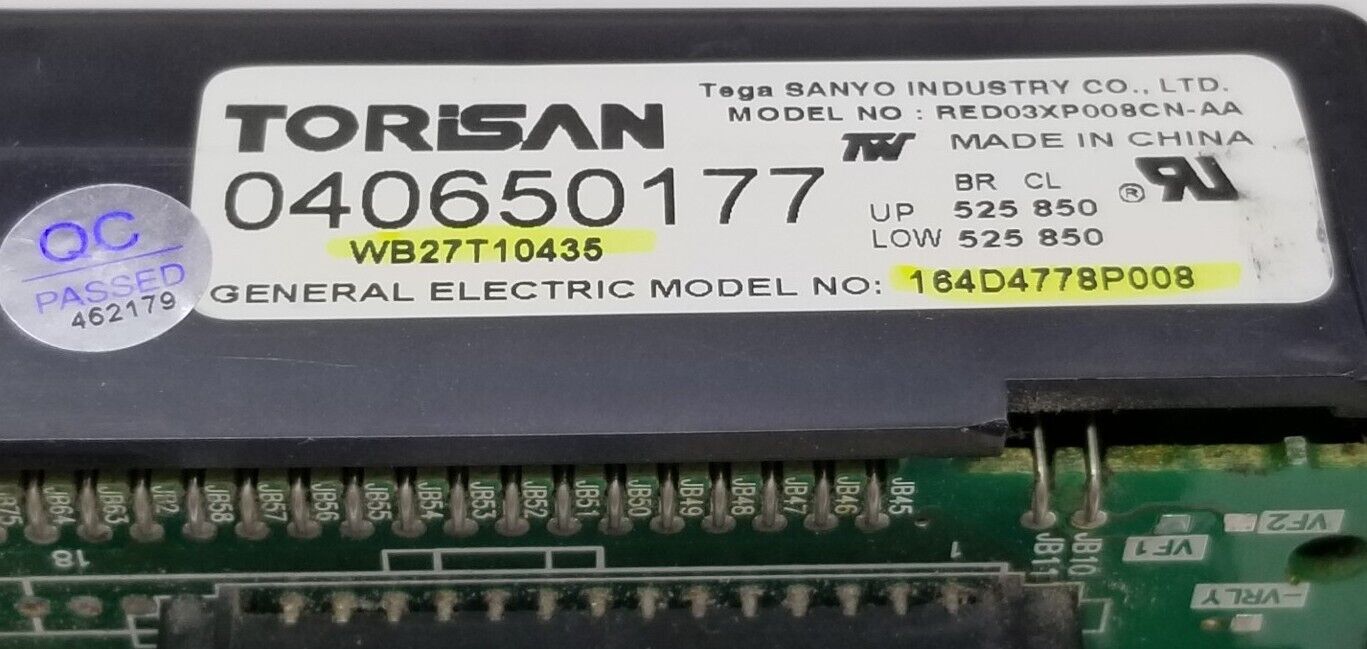 Tega SANYO INDUSTRY CO., LTD.
TORiSAN
MODEL NO : RED03XP008CN-AA
MADE IN CHINA
040650177
BR CL
UP 525 850
LOW 525 850
WB27T10435
GENERAL ELECTRIC MODEL NO: 164D4778P008
®
QC
PASSED
462179
JB64 JB63 JB58 JB57 JB56 JB55 JB54 JB53 JB52 JB51 JB50 JB49 JB48 JB47 JB46 JB45
JB11 JB10
VF1
VF2
18
1
-VRLY